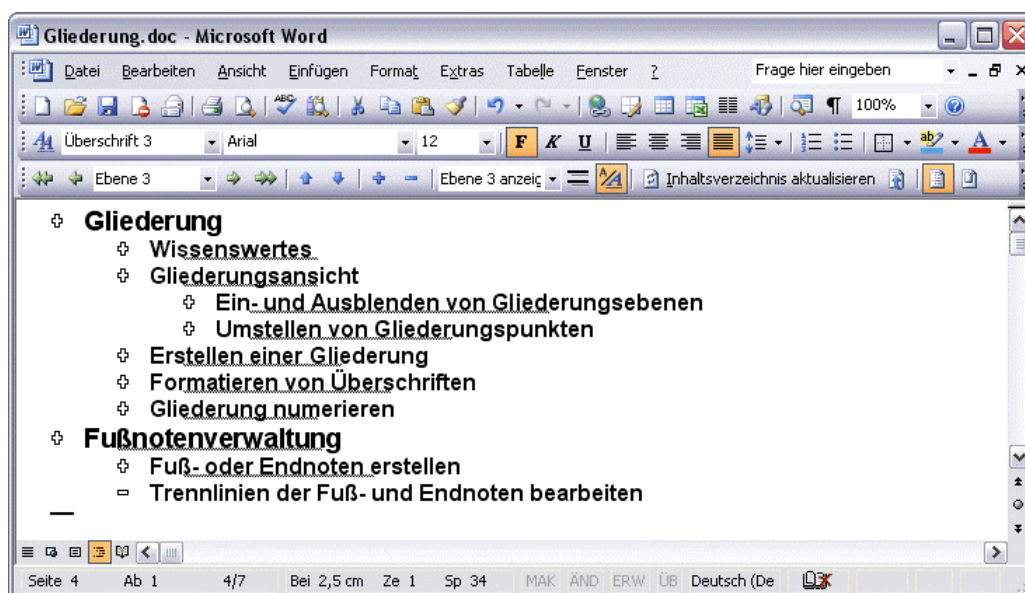 Gliederung.doc - Microsoft Word
Datei Bearbeiten Ansicht Einfügen Format Extras Tabelle Fenster ? Frage hier eingeben
ABC ¶ 100%
Überschrift 3 Arial 12 F K U ab A
Ebene 3 Ebene 3 anzeig Inhaltsverzeichnis aktualisieren
Gliederung
Wissenswertes
Gliederungsansicht
Ein- und Ausblenden von Gliederungsebenen
Umstellen von Gliederungspunkten
Erstellen einer Gliederung
Formatieren von Überschriften
Gliederung numerieren
Fußnotenverwaltung
Fuß- oder Endnoten erstellen
Trennlinien der Fuß- und Endnoten bearbeiten
Seite 4 Ab 1 4/7 Bei 2,5 cm Ze 1 Sp 34 MAK ÄND ERW ÜB Deutsch (De